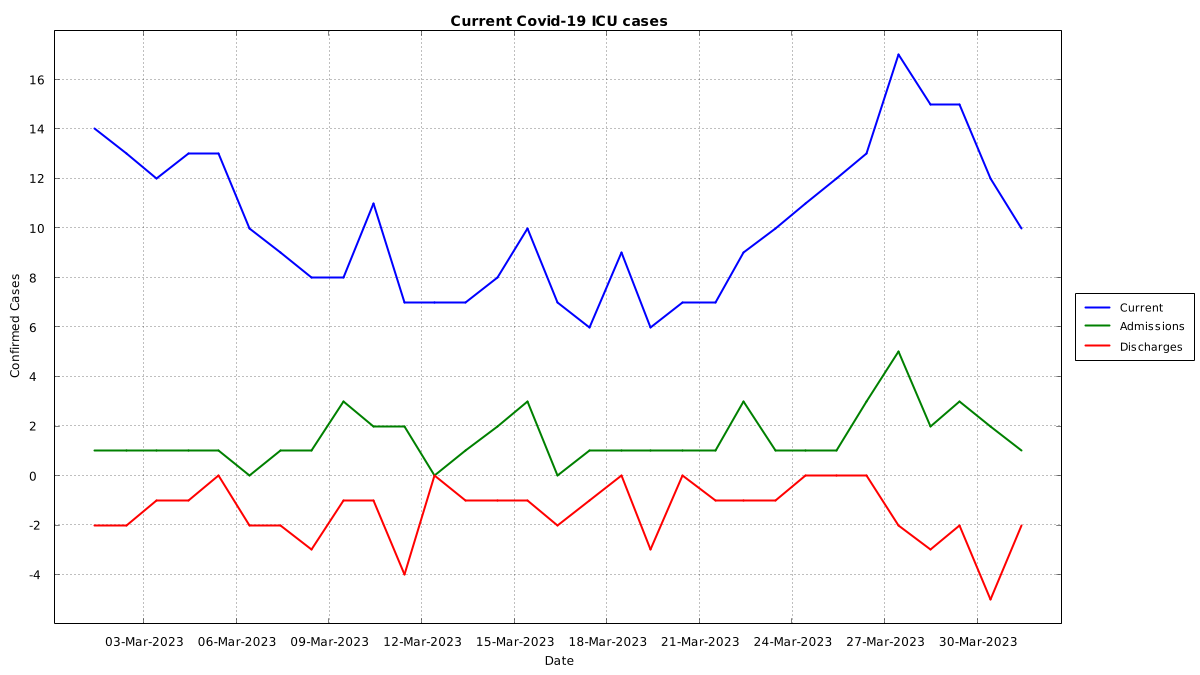 Current Covid-19 ICU cases
16
14
12
10
8
6
4
2
0
-2
-4
Confirmed Cases
03-Mar-2023 06-Mar-2023 09-Mar-2023 12-Mar-2023 15-Mar-2023 18-Mar-2023 21-Mar-2023 24-Mar-2023 27-Mar-2023 30-Mar-2023
Date
Current
Admissions
Discharges